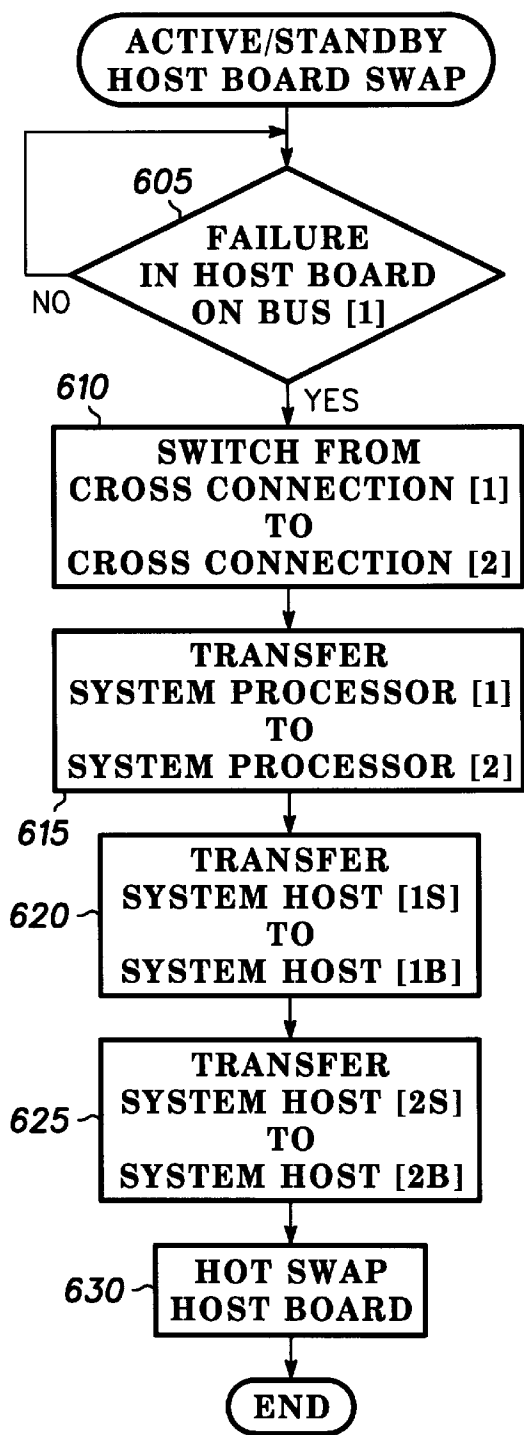 ACTIVE/STANDBY
HOST BOARD SWAP
605
FAILURE
IN HOST BOARD
ON BUS [1]
NO
YES
610
SWITCH FROM
CROSS CONNECTION [1]
TO
CROSS CONNECTION [2]
TRANSFER
SYSTEM PROCESSOR [1]
TO
SYSTEM PROCESSOR [2]
615
TRANSFER
SYSTEM HOST [1S]
TO
SYSTEM HOST [1B]
620
TRANSFER
SYSTEM HOST [2S]
TO
SYSTEM HOST [2B]
625
HOT SWAP
HOST BOARD
630
END